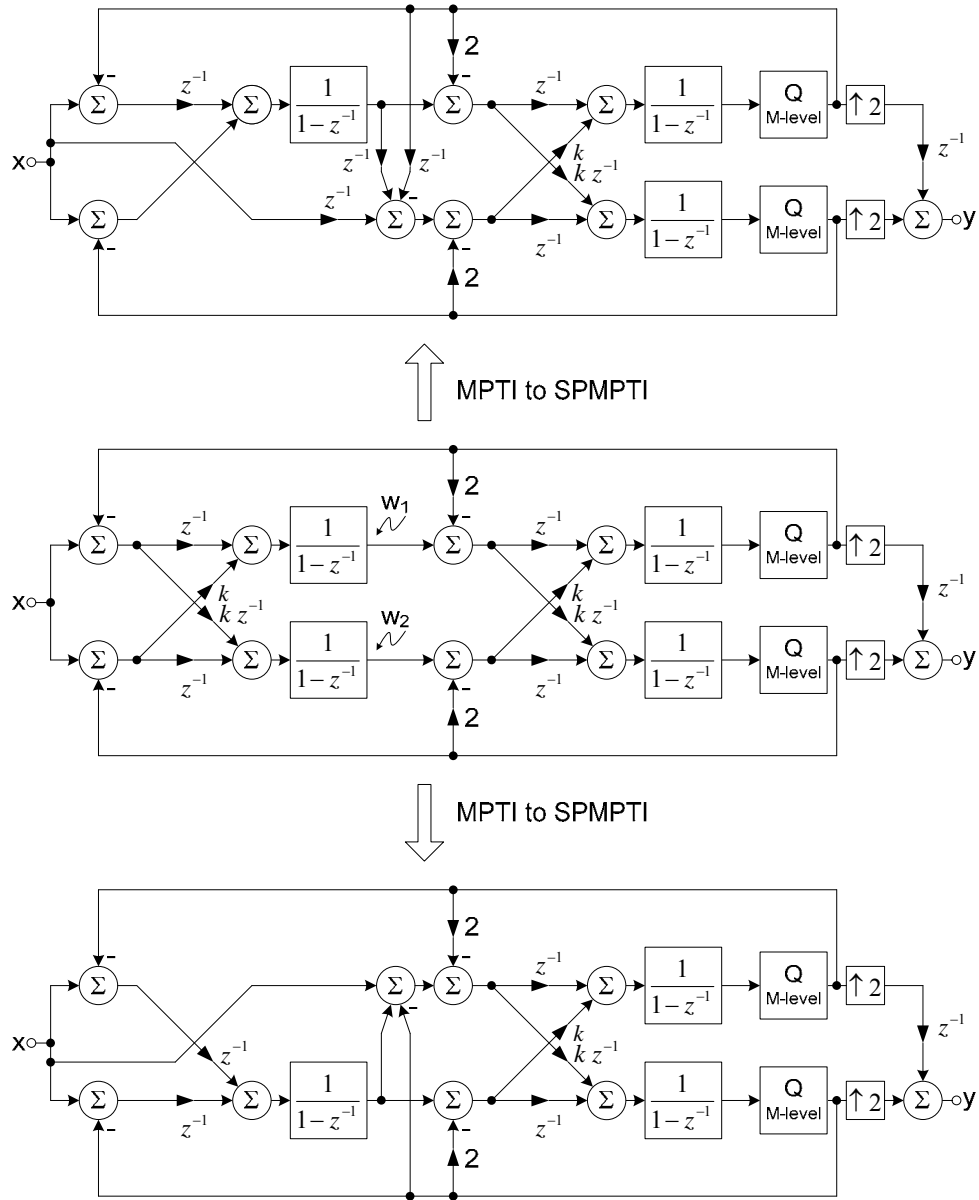 2
- -
z⁻¹ 1 z⁻¹ 1 Q
Σ Σ 1 − z⁻¹ Σ Σ 1 − z⁻¹ M-level ↑2
z⁻¹ z⁻¹ k z⁻¹
x k z⁻¹
z⁻¹ - 1 Q
Σ Σ Σ Σ 1 − z⁻¹ M-level ↑2 Σ y
- - z⁻¹
2
MPTI to SPMPTI
2
- w₁ -
z⁻¹ 1 z⁻¹ 1 Q
Σ Σ 1 − z⁻¹ Σ Σ 1 − z⁻¹ M-level ↑2
k k z⁻¹
x k z⁻¹ w₂ k z⁻¹
1 1 Q
Σ Σ 1 − z⁻¹ Σ Σ 1 − z⁻¹ M-level ↑2 Σ y
- z⁻¹ - z⁻¹
2
MPTI to SPMPTI
2
- -
z⁻¹ 1 Q
Σ Σ Σ Σ 1 − z⁻¹ M-level ↑2
- k z⁻¹
x z⁻¹ k z⁻¹
1 1 Q
Σ Σ 1 − z⁻¹ Σ Σ 1 − z⁻¹ M-level ↑2 Σ y
- z⁻¹ - z⁻¹
2